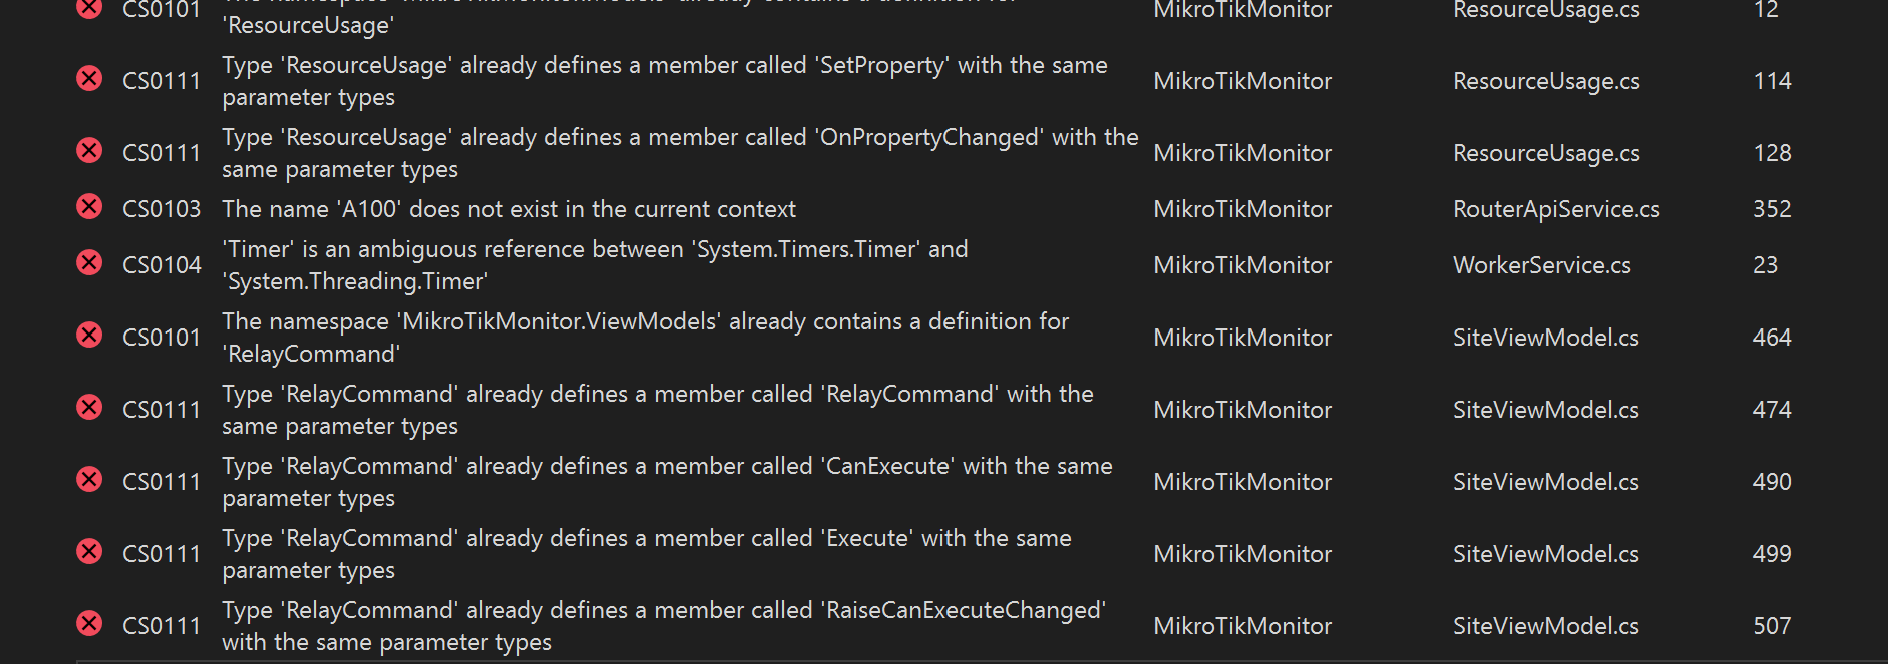 CS0101 The namespace 'MikroTikMonitor.Models' already contains a definition for MikroTikMonitor ResourceUsage.cs 12
'ResourceUsage'
Type 'ResourceUsage' already defines a member called 'SetProperty' with the same
CS0111 MikroTikMonitor ResourceUsage.cs 114
parameter types
Type 'ResourceUsage' already defines a member called 'OnPropertyChanged' with the
CS0111 MikroTikMonitor ResourceUsage.cs 128
same parameter types
CS0103 The name 'A100' does not exist in the current context MikroTikMonitor RouterApiService.cs 352
'Timer' is an ambiguous reference between 'System.Timers.Timer' and
CS0104 MikroTikMonitor WorkerService.cs 23
'System.Threading.Timer'
The namespace 'MikroTikMonitor.ViewModels' already contains a definition for
CS0101 MikroTikMonitor SiteViewModel.cs 464
'RelayCommand'
Type 'RelayCommand' already defines a member called 'RelayCommand' with the
CS0111 MikroTikMonitor SiteViewModel.cs 474
same parameter types
Type 'RelayCommand' already defines a member called 'CanExecute' with the same
CS0111 MikroTikMonitor SiteViewModel.cs 490
parameter types
Type 'RelayCommand' already defines a member called 'Execute' with the same
CS0111 MikroTikMonitor SiteViewModel.cs 499
parameter types
Type 'RelayCommand' already defines a member called 'RaiseCanExecuteChanged'
CS0111 MikroTikMonitor SiteViewModel.cs 507
with the same parameter types